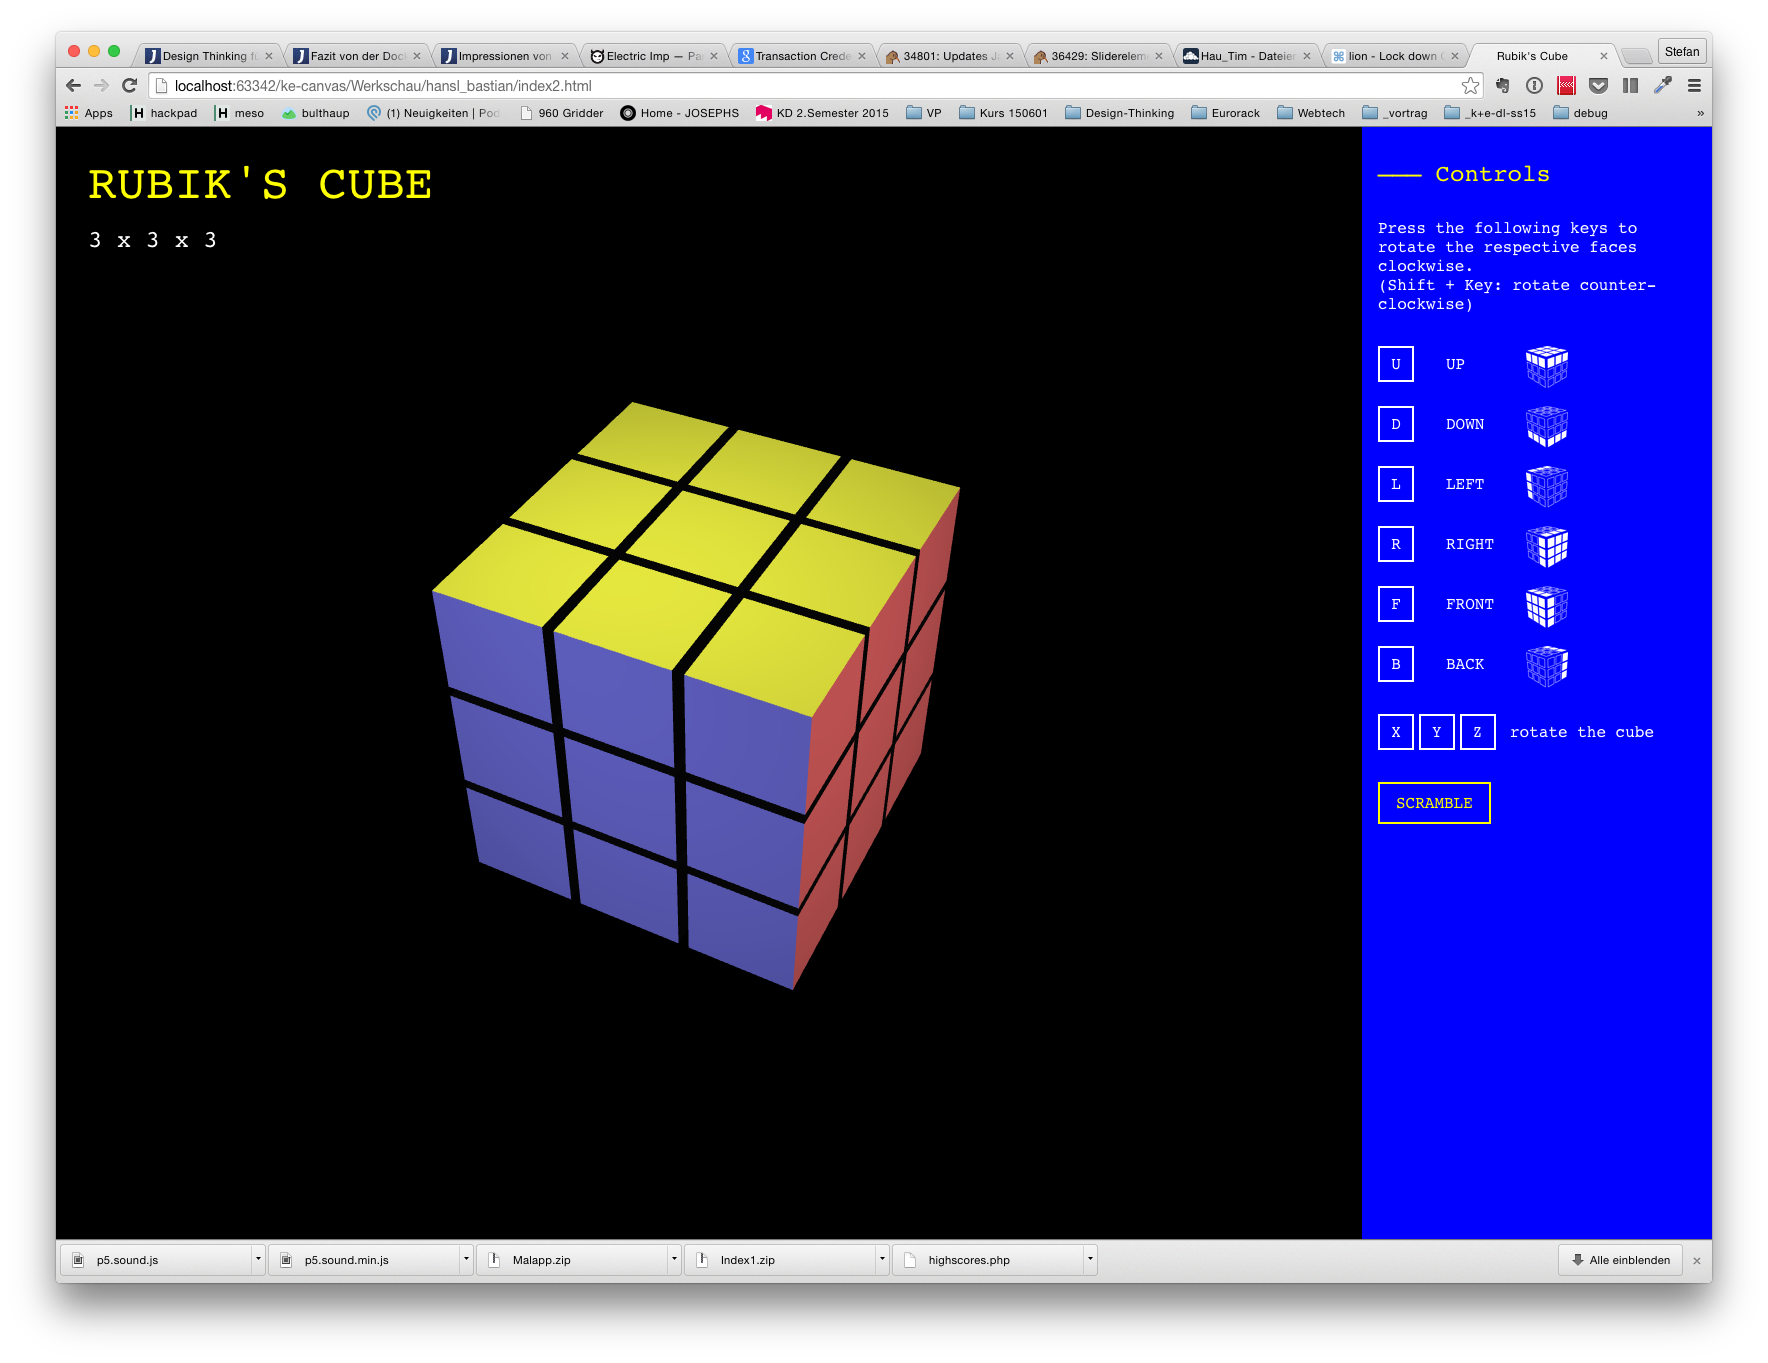 Design Thinking
Fazit von der
Impressionen von
Electric Imp —
Transaction Crede
34801: Updates
36429: Sliderelem
Hau_Tim - Dateier
lion - Lock down
Rubik's Cube
Stefan
localhost:63342/ke-canvas/Werkschau/hansl_bastian/index2.html
Apps
hackpad
meso
bulthaup
(1) Neuigkeiten | Pod
960 Gridder
Home - JOSEPHS
KD 2.Semester 2015
VP
Kurs 150601
Design-Thinking
Eurorack
Webtech
_vortrag
_k+e-dl-ss15
debug
»
RUBIK'S CUBE
3 x 3 x 3
Controls
Press the following keys to
rotate the respective faces
clockwise.
(Shift + Key: rotate counter-
clockwise)
U UP
D DOWN
L LEFT
R RIGHT
F FRONT
B BACK
X Y Z rotate the cube
SCRAMBLE
p5.sound.js
p5.sound.min.js
Malapp.zip
Index1.zip
highscores.php
Alle einblenden